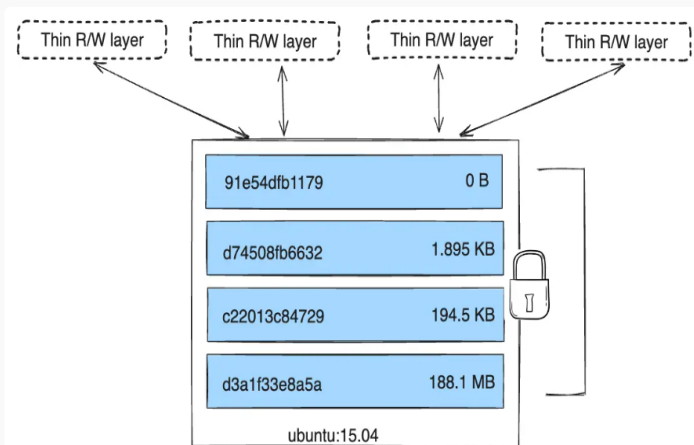 Thin R/W layer
Thin R/W layer
Thin R/W layer
Thin R/W layer
91e54dfb1179 0 B
d74508fb6632 1.895 KB
c22013c84729 194.5 KB
d3a1f33e8a5a 188.1 MB
ubuntu:15.04